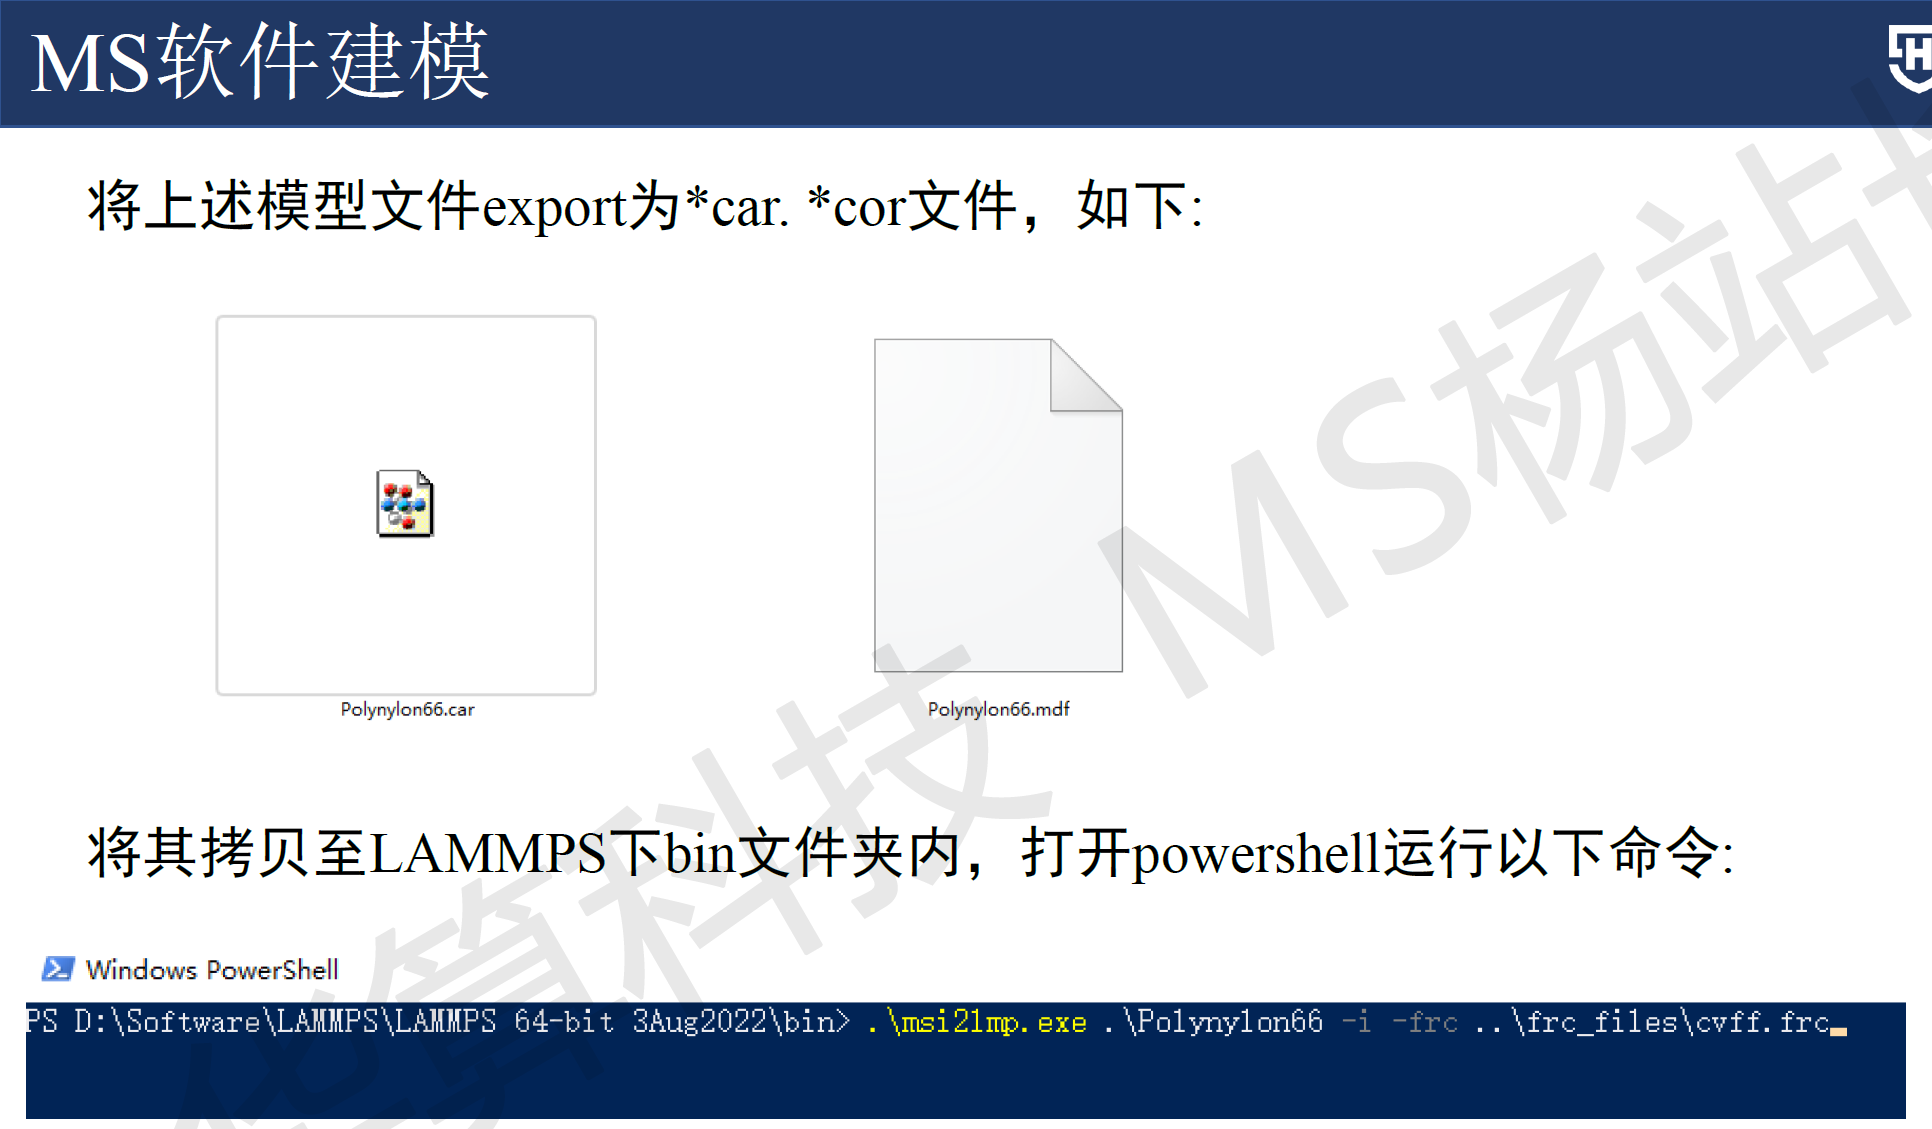 MS软件建模
将上述模型文件export为*car. *cor文件，如下:
Polynylon66.car
Polynylon66.mdf
将其拷贝至LAMMPS下bin文件夹内，打开powershell运行以下命令:
Windows PowerShell
PS D:\Software\LAMMPS\LAMMPS 64-bit 3Aug2022\bin> .\msi2lmp.exe .\Polynylon66 -i -frc ..\frc_files\cvff.frc
华算科技 MS杨站长